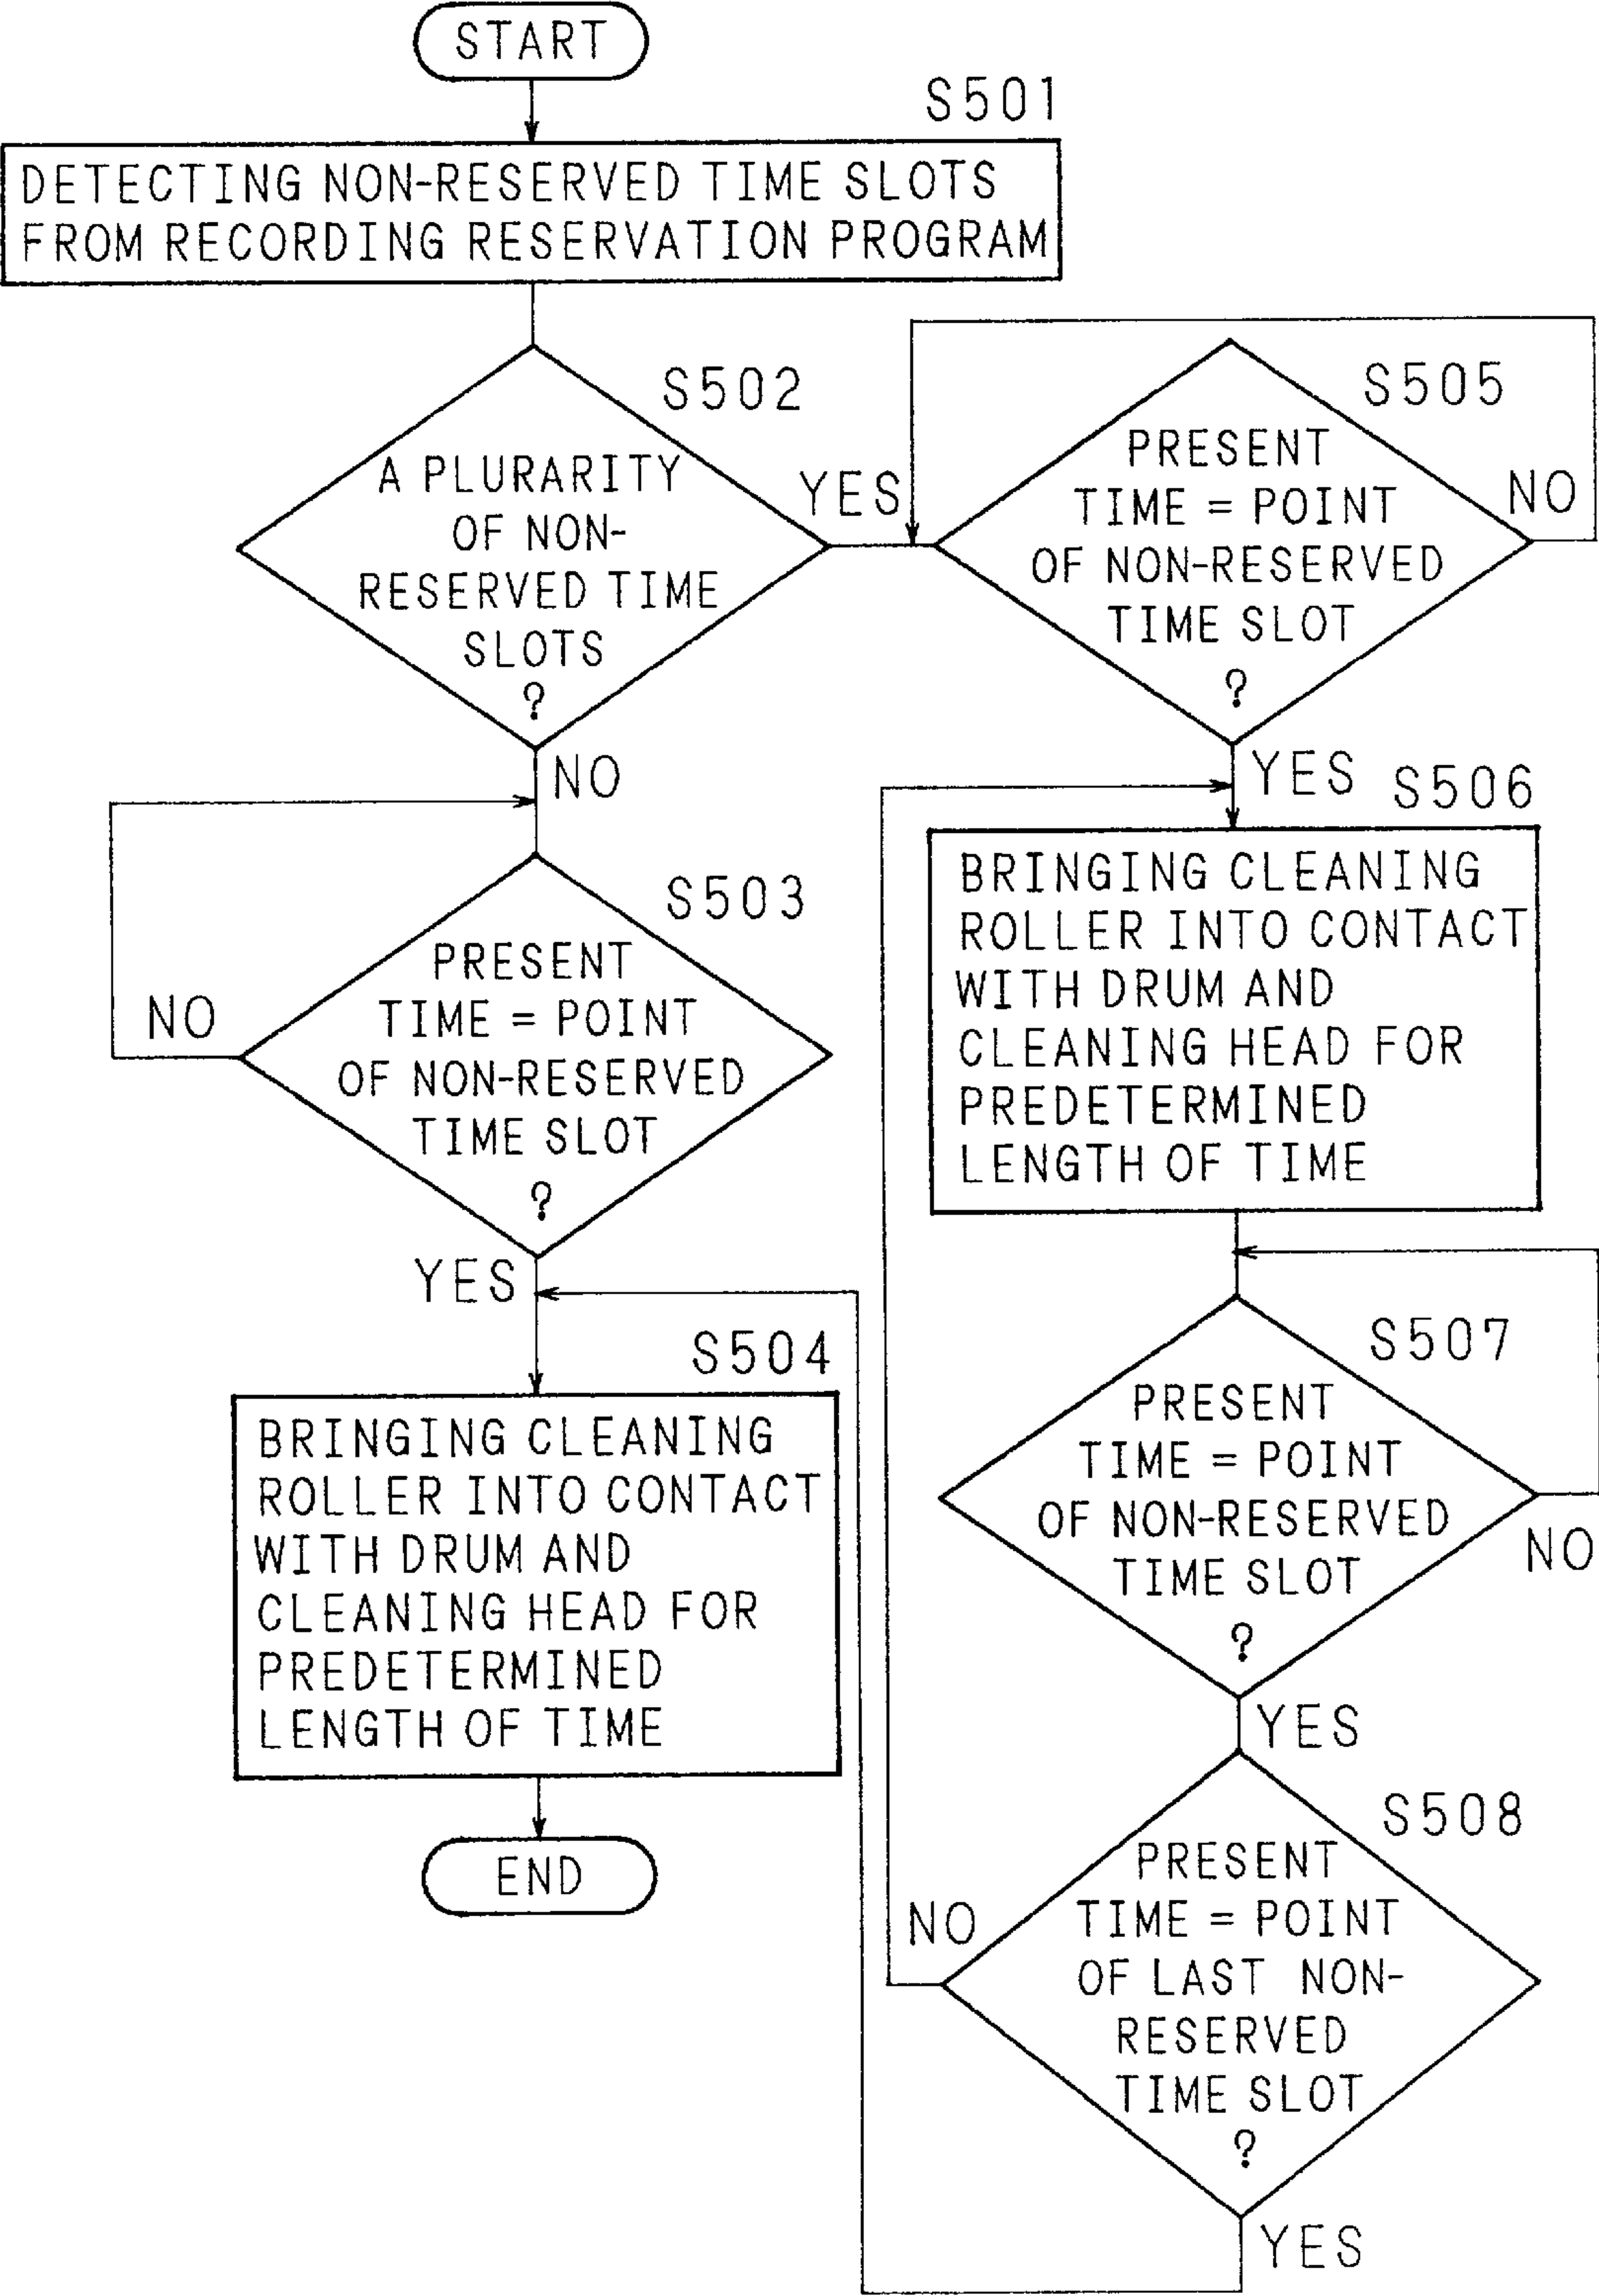 START
S501
DETECTING NON-RESERVED TIME SLOTS
FROM RECORDING RESERVATION PROGRAM
S502
A PLURARITY
OF NON-
RESERVED TIME
SLOTS
?
YES
NO
S503
PRESENT
TIME = POINT
OF NON-RESERVED
TIME SLOT
?
NO
YES
S504
BRINGING CLEANING
ROLLER INTO CONTACT
WITH DRUM AND
CLEANING HEAD FOR
PREDETERMINED
LENGTH OF TIME
END
S505
PRESENT
TIME = POINT
OF NON-RESERVED
TIME SLOT
?
NO
YES
S506
BRINGING CLEANING
ROLLER INTO CONTACT
WITH DRUM AND
CLEANING HEAD FOR
PREDETERMINED
LENGTH OF TIME
S507
PRESENT
TIME = POINT
OF NON-RESERVED
TIME SLOT
?
NO
YES
S508
PRESENT
TIME = POINT
OF LAST NON-
RESERVED
TIME SLOT
?
NO
YES